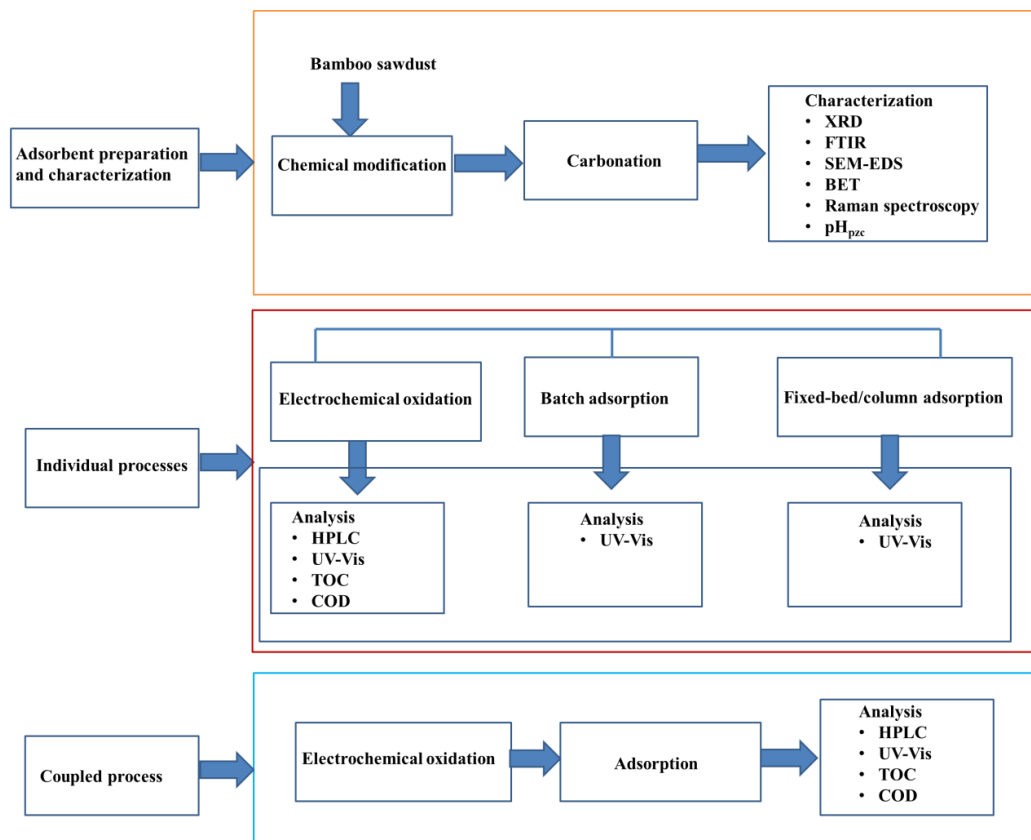 Bamboo sawdust
Adsorbent preparation
and characterization
Chemical modification
Carbonation
Characterization
• XRD
• FTIR
• SEM-EDS
• BET
• Raman spectroscopy
• pHpzc
Individual processes
Electrochemical oxidation
Batch adsorption
Fixed-bed/column adsorption
Analysis
• HPLC
• UV-Vis
• TOC
• COD
Analysis
• UV-Vis
Analysis
• UV-Vis
Coupled process
Electrochemical oxidation
Adsorption
Analysis
• HPLC
• UV-Vis
• TOC
• COD